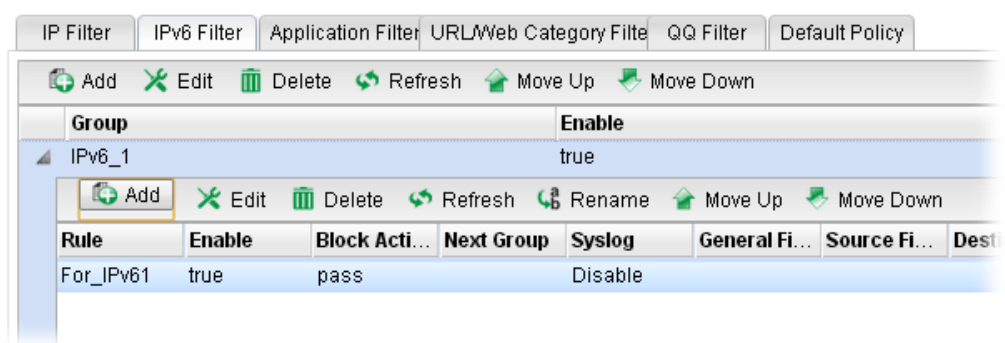 IP Filter IPv6 Filter Application Filter URL/Web Category Filte QQ Filter Default Policy
Add Edit Delete Refresh Move Up Move Down
Group Enable
IPv6_1 true
Add Edit Delete Refresh Rename Move Up Move Down
Rule Enable Block Acti... Next Group Syslog General Fi... Source Fi... Desti
For_IPv61 true pass Disable